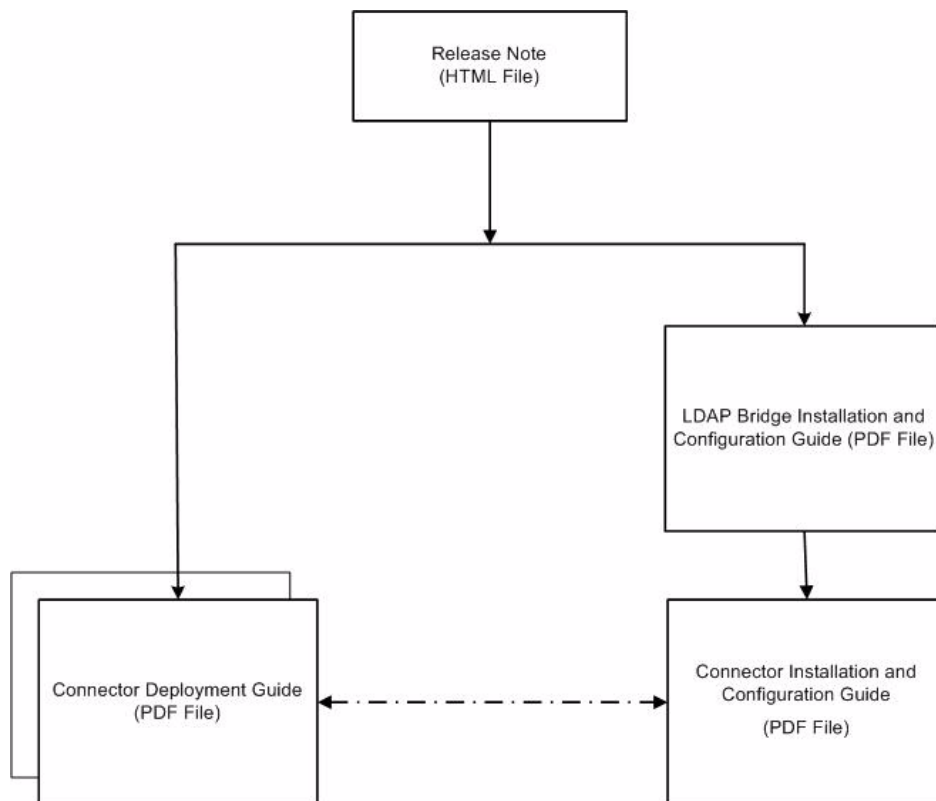 Release Note
(HTML File)
LDAP Bridge Installation and
Configuration Guide (PDF File)
Connector Deployment Guide
(PDF File)
Connector Installation and
Configuration Guide
(PDF File)